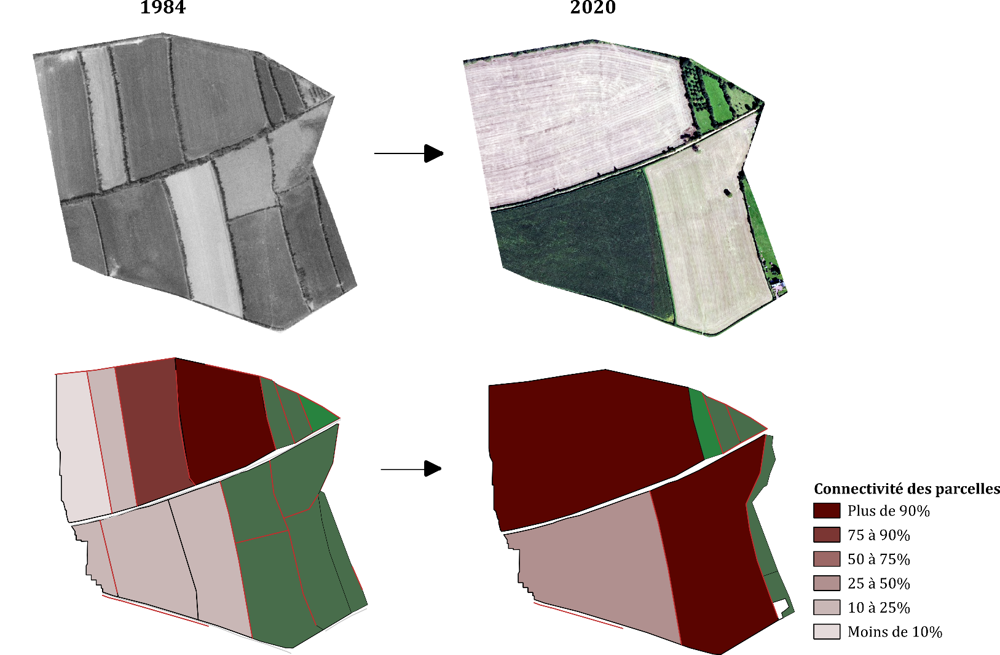 1984
2020
Connectivité des parcelles
Plus de 90%
75 à 90%
50 à 75%
25 à 50%
10 à 25%
Moins de 10%